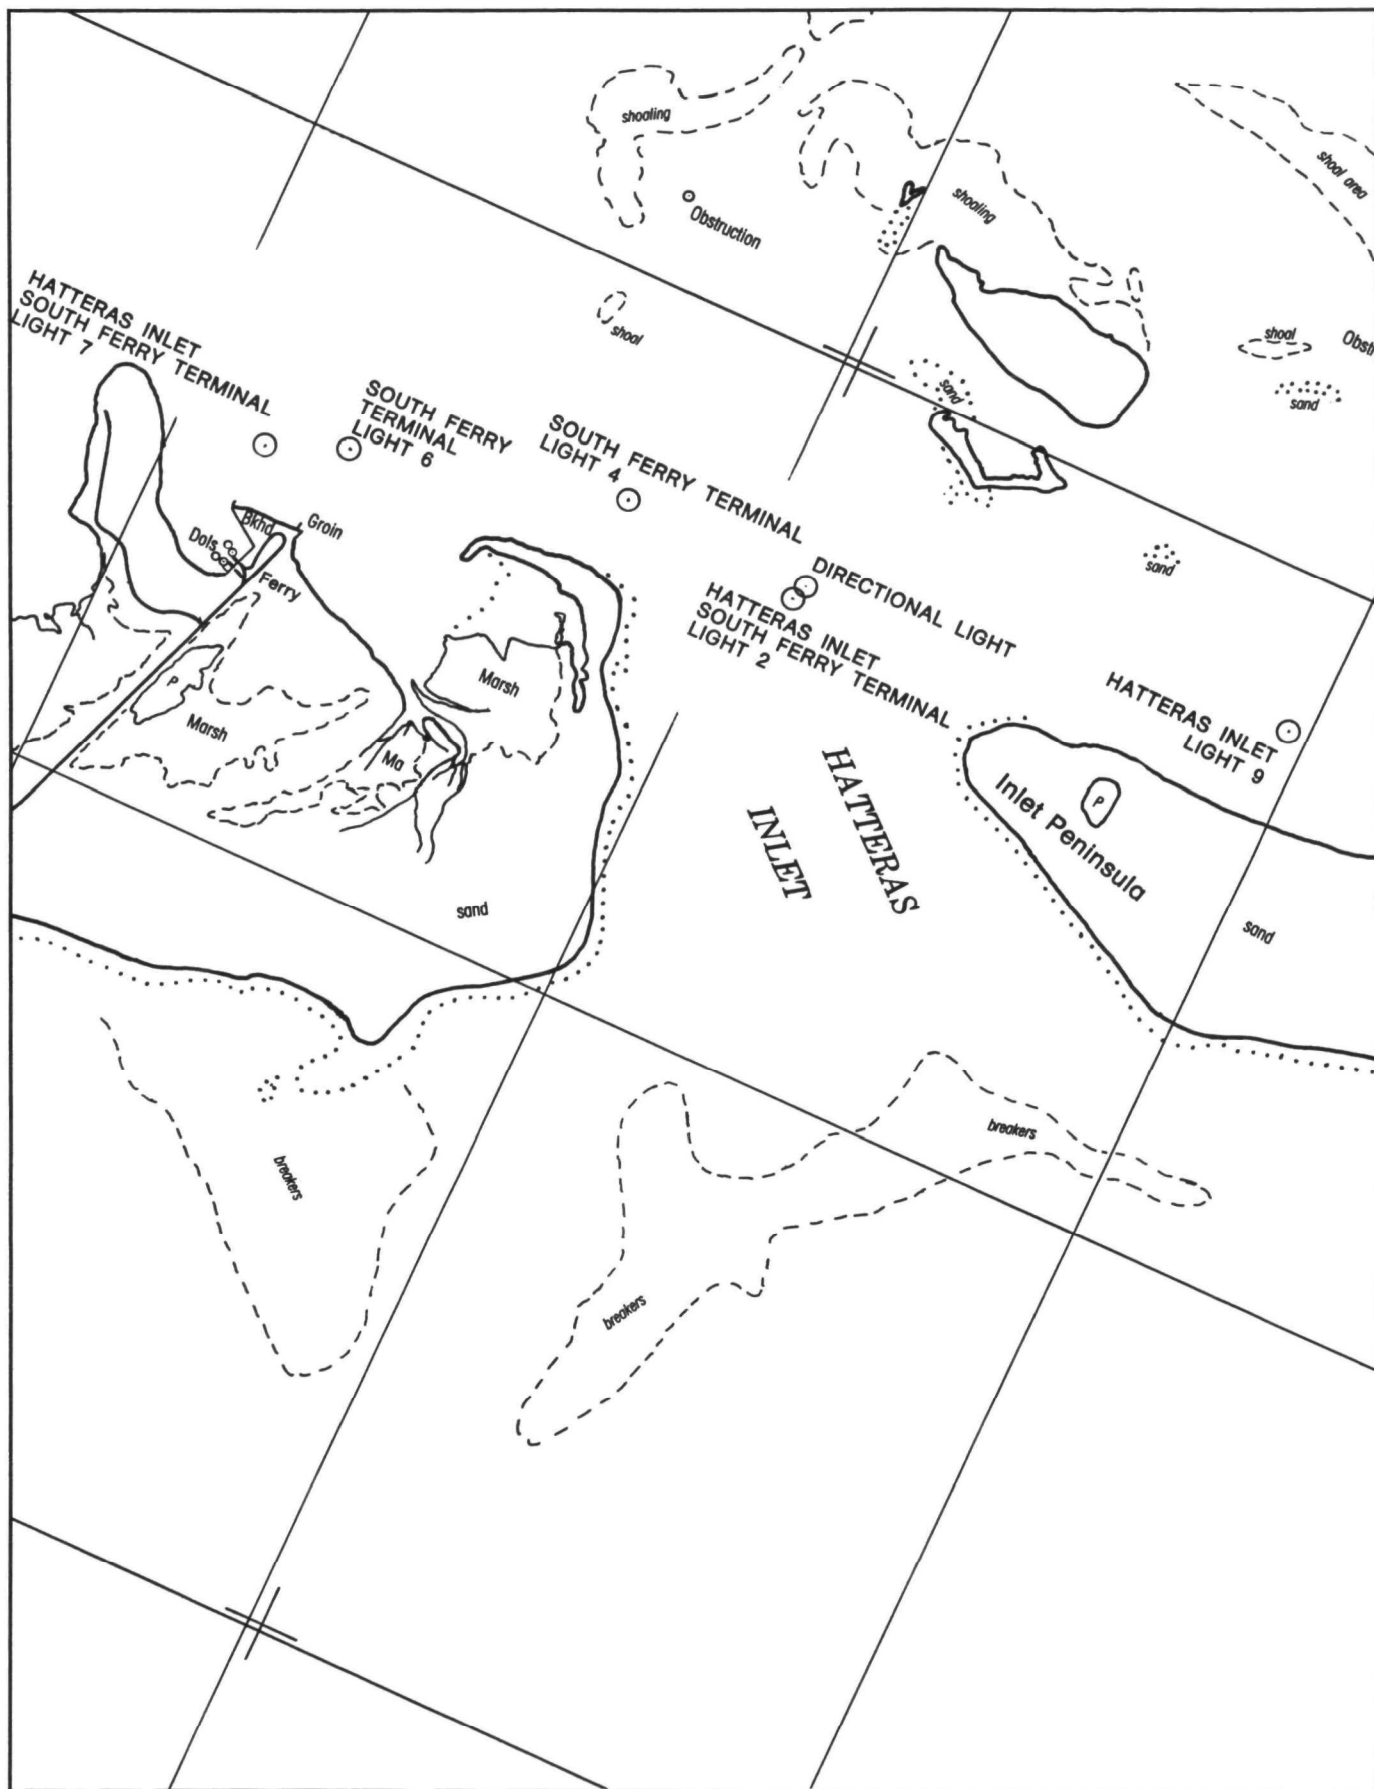 shoaling
shoal area
Obstruction
shoaling
HATTERAS INLET
SOUTH FERRY TERMINAL
LIGHT 7
shoal
shoal
Obstr
sand
sand
SOUTH FERRY
TERMINAL
LIGHT 6
SOUTH FERRY TERMINAL
LIGHT 4
Bkhd
Groin
Dols
Ferry
sand
DIRECTIONAL LIGHT
HATTERAS INLET
SOUTH FERRY TERMINAL
LIGHT 2
P
Marsh
Marsh
Ma
HATTERAS INLET
LIGHT 9
HATTERAS
INLET
P
Inlet Peninsula
sand
sand
breakers
breakers
breakers